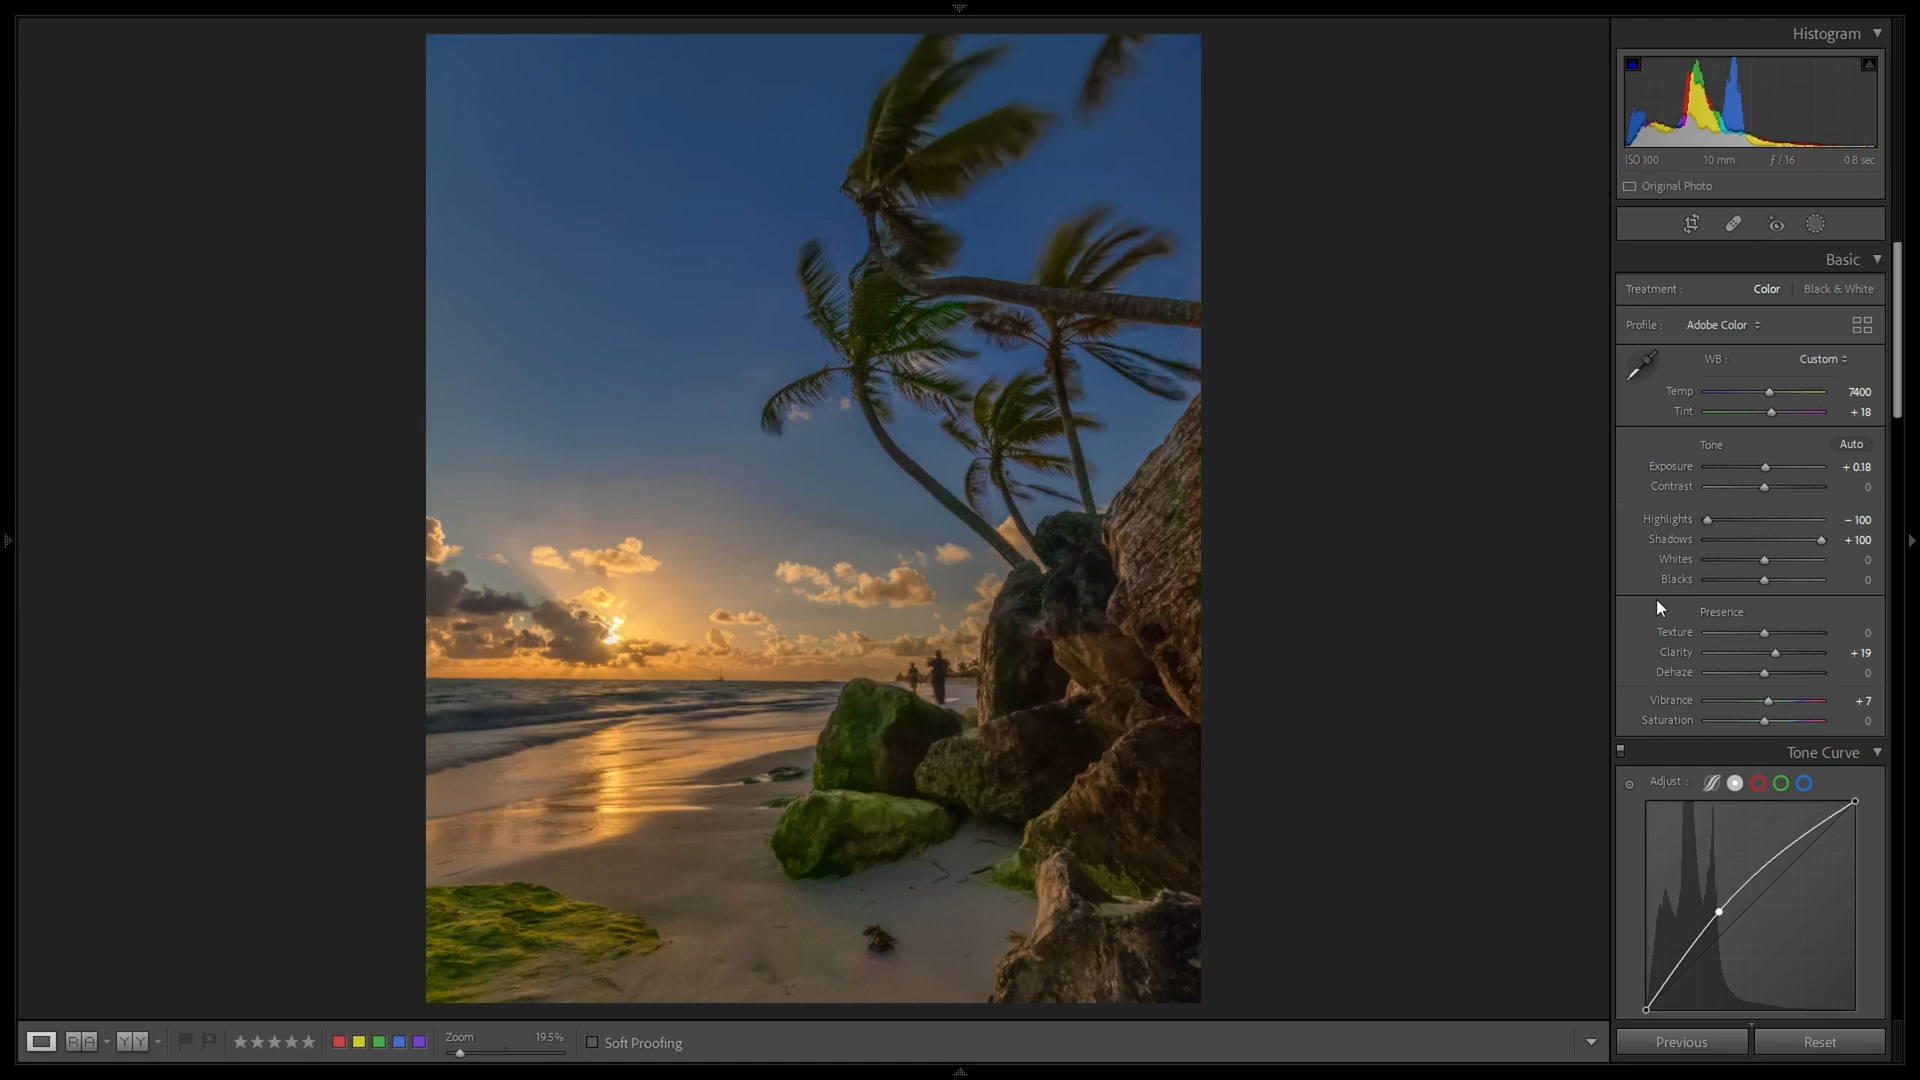 Histogram
ISO 100 10 mm ƒ / 16 0.8 sec
Original Photo
Basic
Treatment : Color Black & White
Profile : Adobe Color
WB : Custom
Temp 7400
Tint + 18
Tone Auto
Exposure + 0.18
Contrast 0
Highlights − 100
Shadows + 100
Whites 0
Blacks 0
Presence
Texture 0
Clarity + 19
Dehaze 0
Vibrance + 7
Saturation 0
Tone Curve
Adjust :
R A Y Y Zoom 19.5% Soft Proofing
Previous Reset